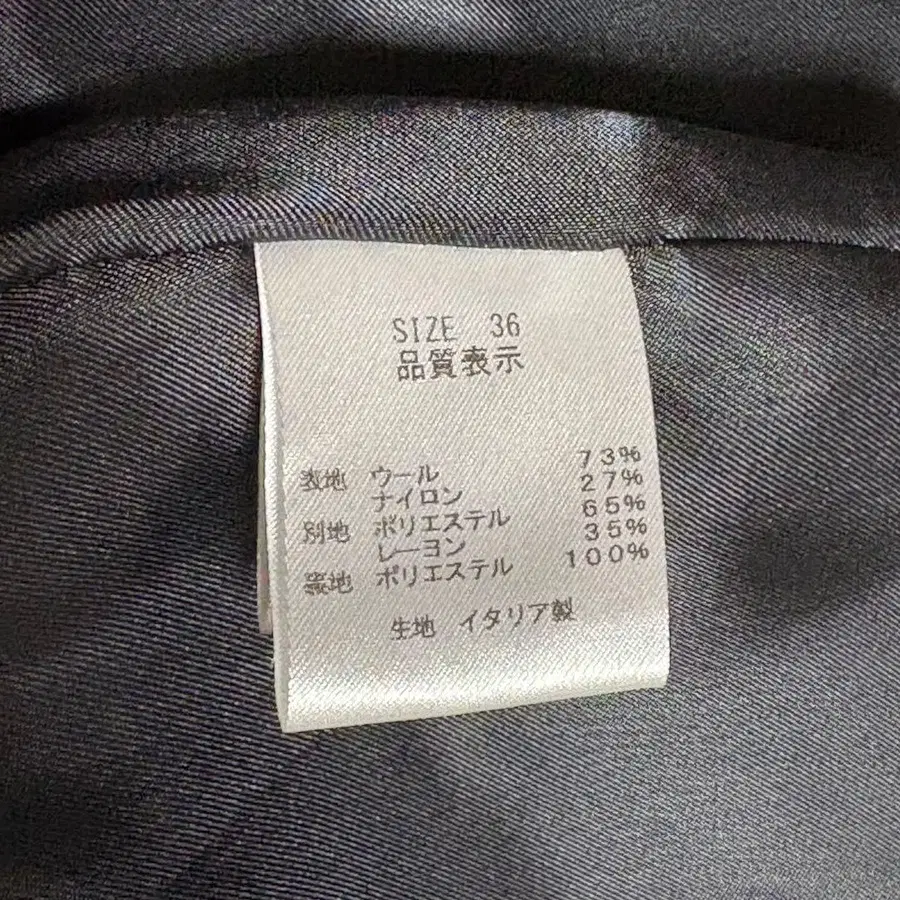 SIZE 36
品質表示
表地 ウール 73%
ナイロン 27%
別地 ポリエステル 65%
レーヨン 35%
裏地 ポリエステル 100%
生地 イタリア製